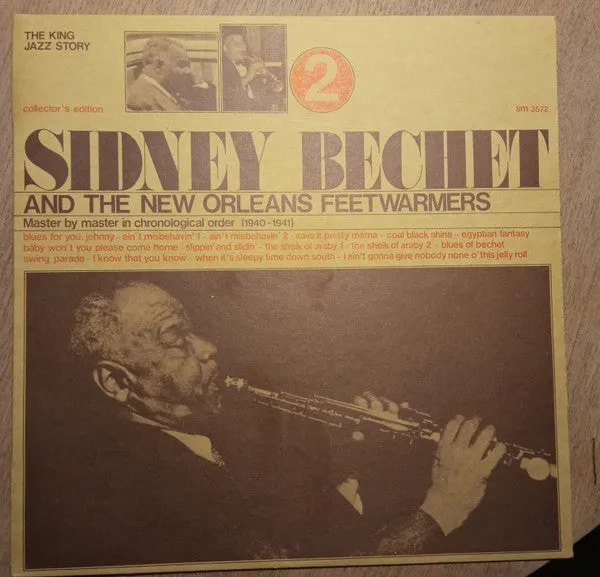 THE KING
JAZZ STORY
2
collector's edition
sm 3572
SIDNEY BECHET
AND THE NEW ORLEANS FEETWARMERS
Master by master in chronological order (1940-1941)
blues for you, johnny - ain't misbehavin' 1 - ain't misbehavin' 2 - save it pretty mama - coal black shine - egyptian fantasy
baby won't you please come home - slippin' and slidin' - the sheik of araby 1 - the sheik of araby 2 - blues of bechet
swing parade - I know that you know - when it's sleepy time down south - I ain't gonna give nobody none o'this jelly roll